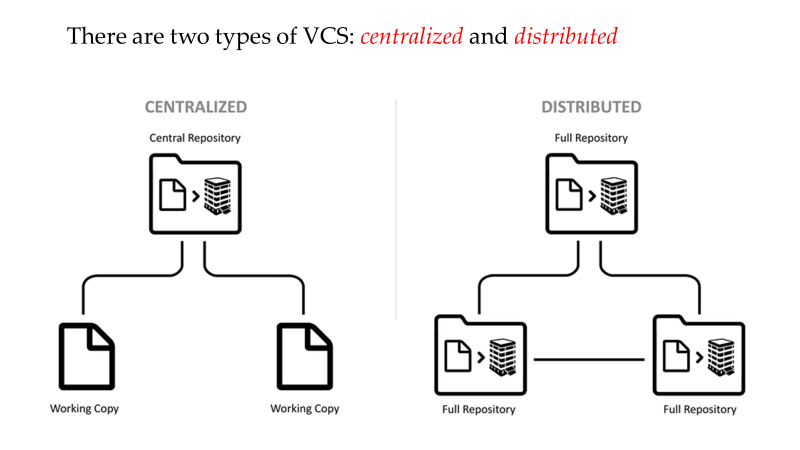 There are two types of VCS: centralized and distributed
CENTRALIZED
Central Repository
Working Copy
Working Copy
DISTRIBUTED
Full Repository
Full Repository
Full Repository